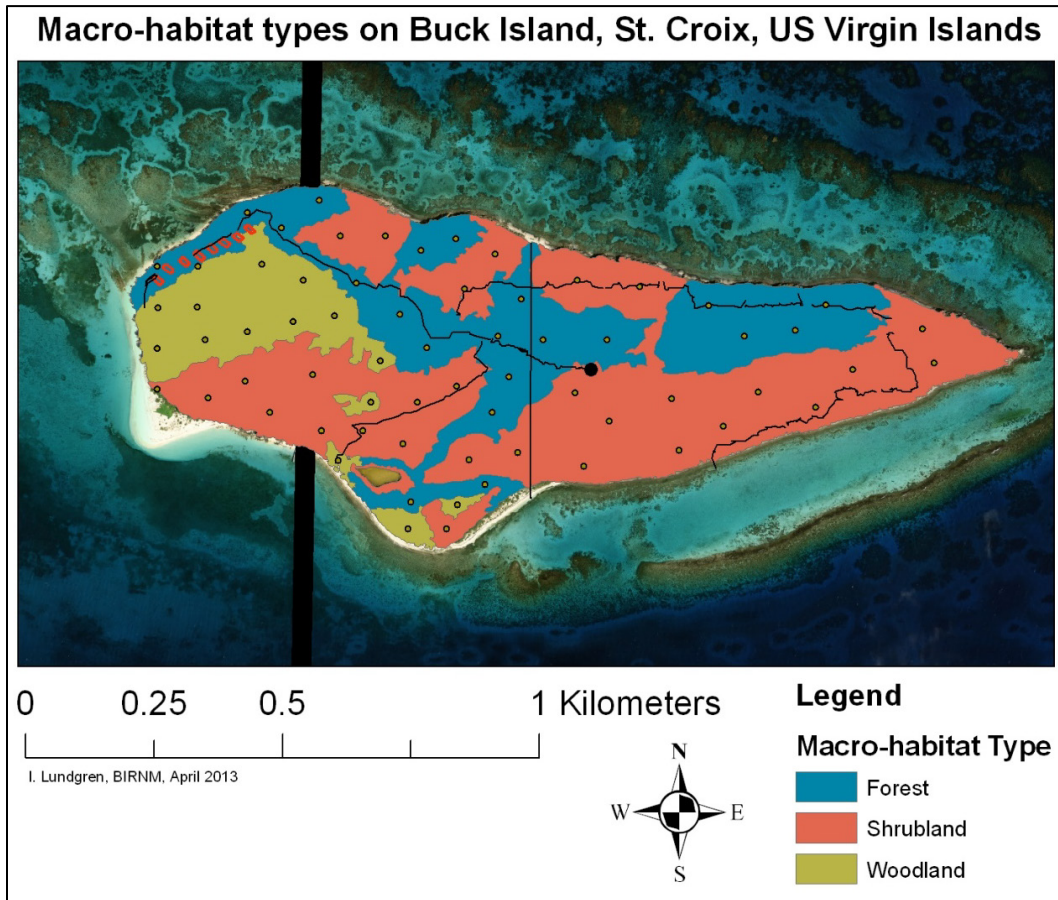 Macro-habitat types on Buck Island, St. Croix, US Virgin Islands
0 0.25 0.5 1 Kilometers
I. Lundgren, BIRNM, April 2013
N
W E
S
Legend
Macro-habitat Type
Forest
Shrubland
Woodland